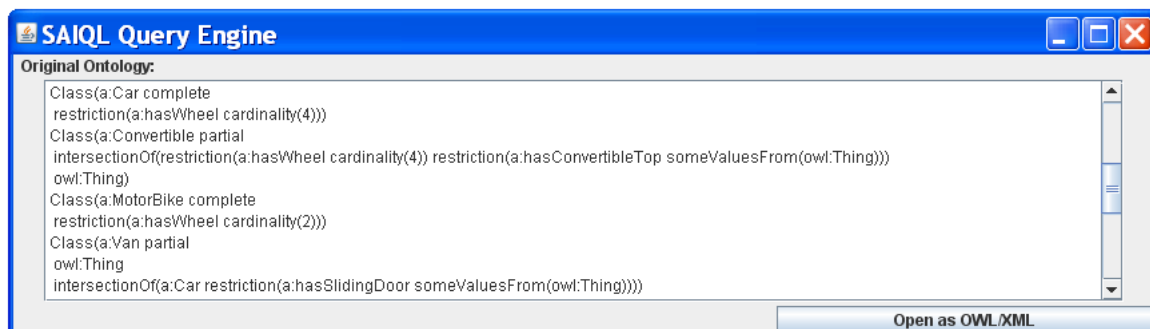 SAIQL Query Engine
Original Ontology:
Class(a:Car complete
restriction(a:hasWheel cardinality(4)))
Class(a:Convertible partial
intersectionOf(restriction(a:hasWheel cardinality(4)) restriction(a:hasConvertibleTop someValuesFrom(owl:Thing)))
owl:Thing)
Class(a:MotorBike complete
restriction(a:hasWheel cardinality(2)))
Class(a:Van partial
owl:Thing
intersectionOf(a:Car restriction(a:hasSlidingDoor someValuesFrom(owl:Thing))))
Open as OWL/XML